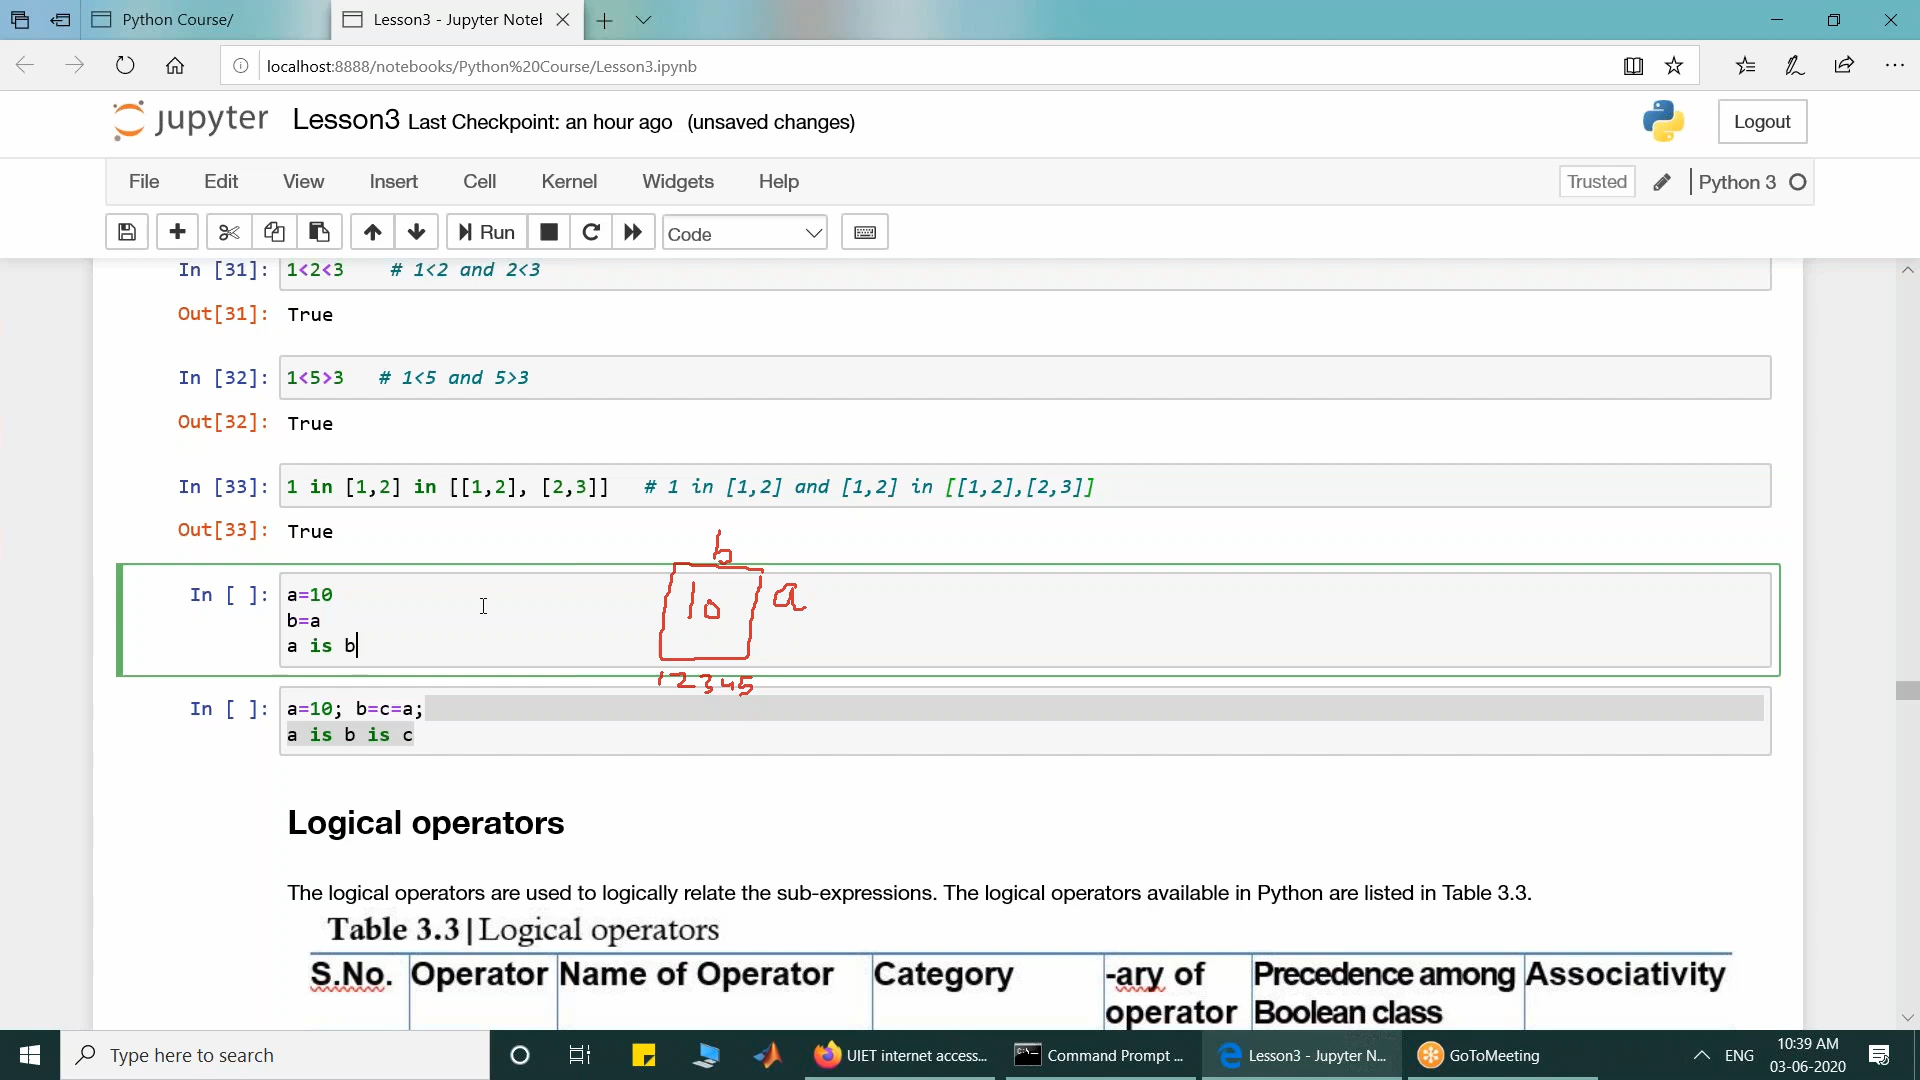 Python Course/
Lesson3 - Jupyter Notel
localhost:8888/notebooks/Python%20Course/Lesson3.ipynb
jupyter Lesson3 Last Checkpoint: an hour ago (unsaved changes)
Logout
File Edit View Insert Cell Kernel Widgets Help
Trusted Python 3
Run Code
In [31]: 1<2<3 # 1<2 and 2<3
Out[31]: True
In [32]: 1<5>3 # 1<5 and 5>3
Out[32]: True
In [33]: 1 in [1,2] in [[1,2], [2,3]] # 1 in [1,2] and [1,2] in [[1,2],[2,3]]
Out[33]: True
b
In [ ]: a=10
10 a
b=a
a is b
12345
In [ ]: a=10; b=c=a;
a is b is c
Logical operators
The logical operators are used to logically relate the sub-expressions. The logical operators available in Python are listed in Table 3.3.
Table 3.3|Logical operators
S.No. Operator Name of Operator Category -ary of operator Precedence among Boolean class Associativity
Type here to search
UIET internet access...
Command Prompt ...
Lesson3 - Jupyter N...
GoToMeeting
ENG
10:39 AM
03-06-2020